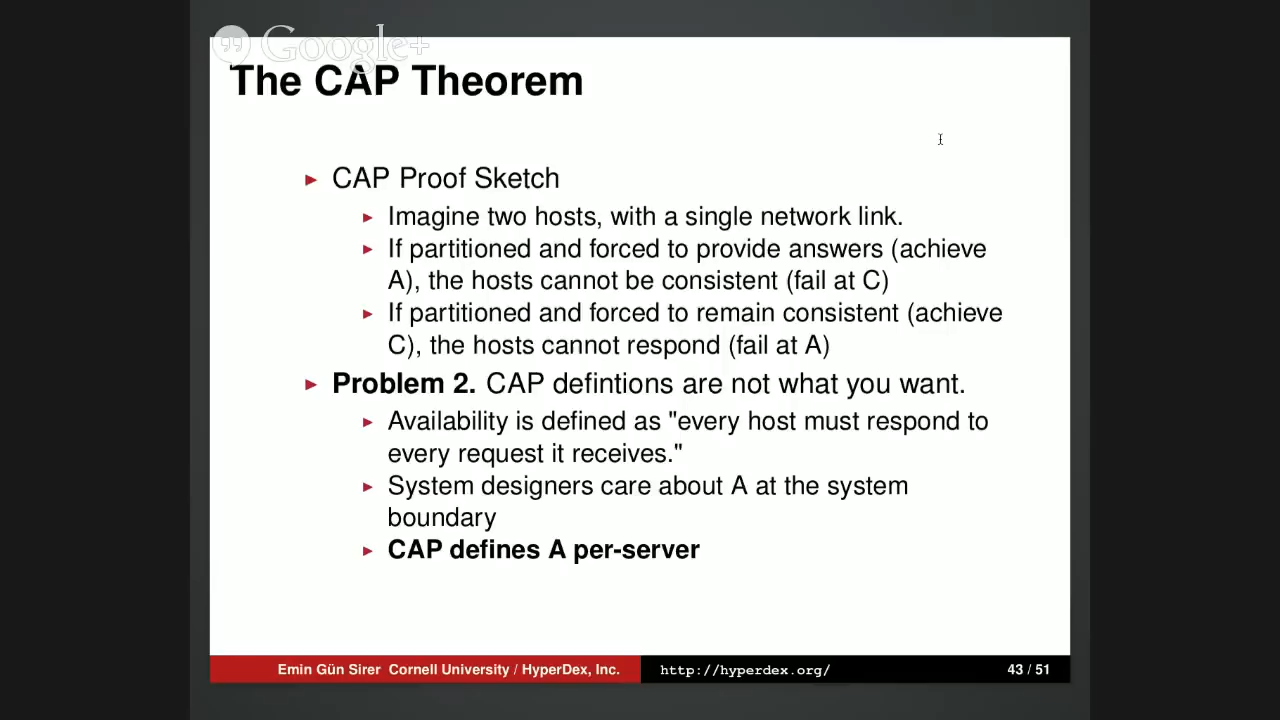 Google+
The CAP Theorem
CAP Proof Sketch
Imagine two hosts, with a single network link.
If partitioned and forced to provide answers (achieve
A), the hosts cannot be consistent (fail at C)
If partitioned and forced to remain consistent (achieve
C), the hosts cannot respond (fail at A)
Problem 2. CAP defintions are not what you want.
Availability is defined as "every host must respond to
every request it receives."
System designers care about A at the system
boundary
CAP defines A per-server
Emin Gün Sirer Cornell University / HyperDex, Inc. http://hyperdex.org/ 43 / 51